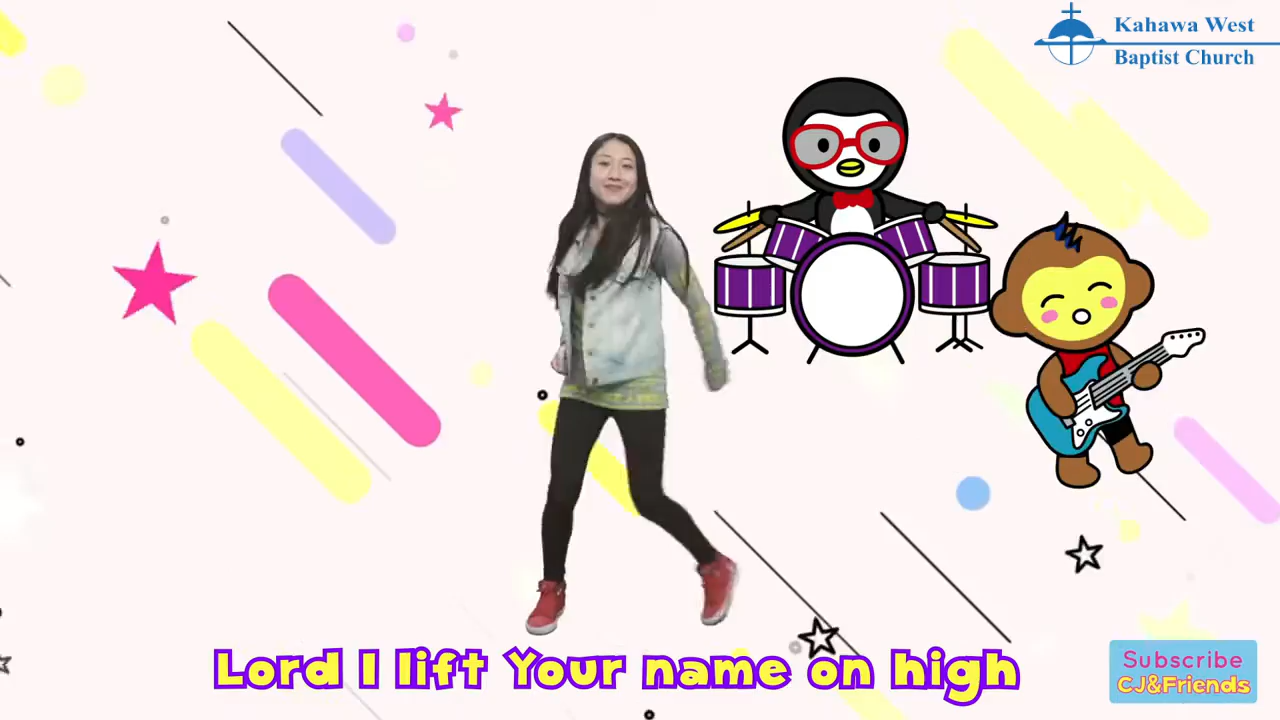 Kahawa West
Baptist Church
Lord I lift Your name on high
Subscribe
CJ&Friends